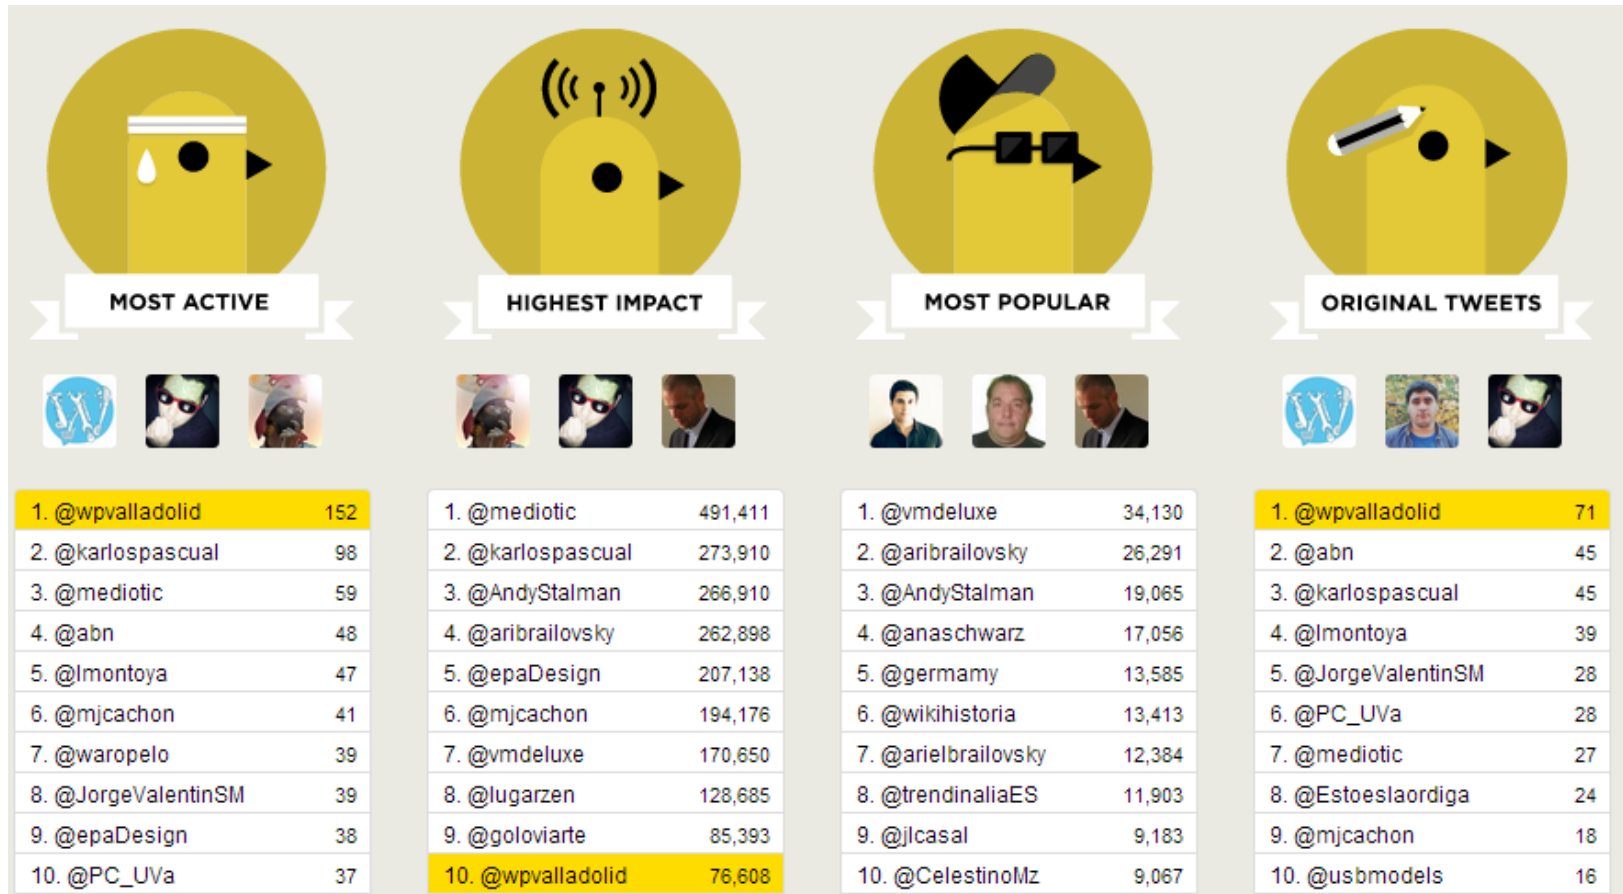 MOST ACTIVE
1. @wpvalladolid 152
2. @karlospascual 98
3. @mediotic 59
4. @abn 48
5. @lmontoya 47
6. @mjcachon 41
7. @waropelo 39
8. @JorgeValentinSM 39
9. @epaDesign 38
10. @PC_UVa 37
HIGHEST IMPACT
1. @mediotic 491,411
2. @karlospascual 273,910
3. @AndyStalman 266,910
4. @aribrailovsky 262,898
5. @epaDesign 207,138
6. @mjcachon 194,176
7. @vmdeluxe 170,650
8. @lugarzen 128,685
9. @goloviarte 85,393
10. @wpvalladolid 76,608
MOST POPULAR
1. @vmdeluxe 34,130
2. @aribrailovsky 26,291
3. @AndyStalman 19,065
4. @anaschwarz 17,056
5. @germamy 13,585
6. @wikihistoria 13,413
7. @arielbrailovsky 12,384
8. @trendinaliaES 11,903
9. @jlcasal 9,183
10. @CelestinoMz 9,067
ORIGINAL TWEETS
1. @wpvalladolid 71
2. @abn 45
3. @karlospascual 45
4. @lmontoya 39
5. @JorgeValentinSM 28
6. @PC_UVa 28
7. @mediotic 27
8. @Estoeslaordiga 24
9. @mjcachon 18
10. @usbmodels 16